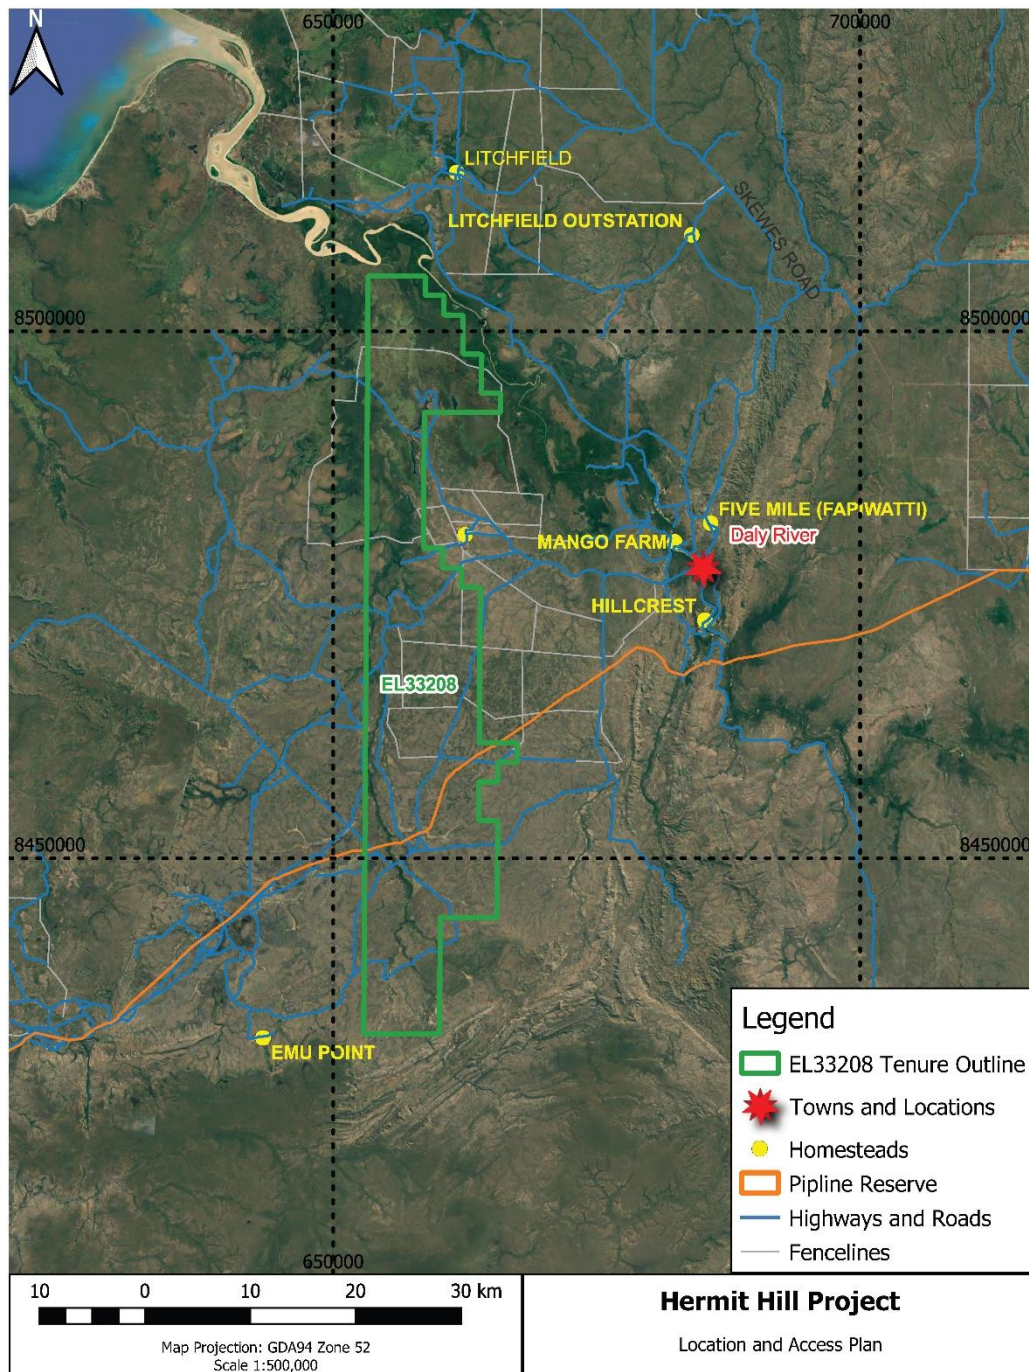 N
650000
700000
LITCHFIELD
LITCHFIELD OUTSTATION
SKEWES ROAD
8500000
8500000
FIVE MILE (FAPIWATTI)
MANGO FARM
Daly River
HILLCREST
EL33208
8450000
8450000
EMU POINT
650000
Legend
EL33208 Tenure Outline
Towns and Locations
Homesteads
Pipline Reserve
Highways and Roads
Fencelines
10 0 10 20 30 km
Map Projection: GDA94 Zone 52
Scale 1:500,000
Hermit Hill Project
Location and Access Plan